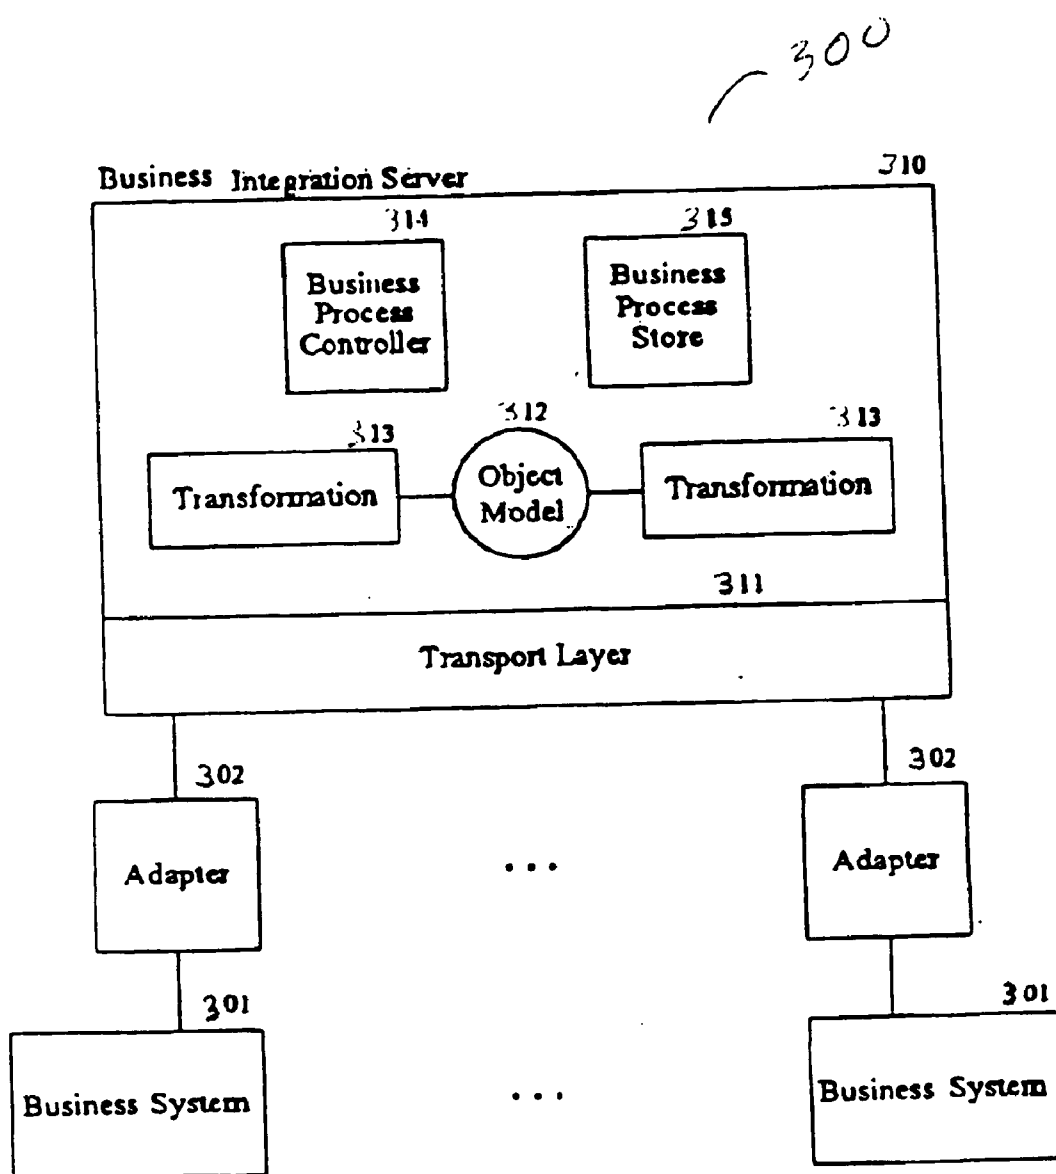 300
Business Integration Server 310
314 315
Business
Process
Controller
Business
Process
Store
313 312 313
Transformation
Object
Model
Transformation
311
Transport Layer
302 302
Adapter ... Adapter
301 301
Business System ... Business System